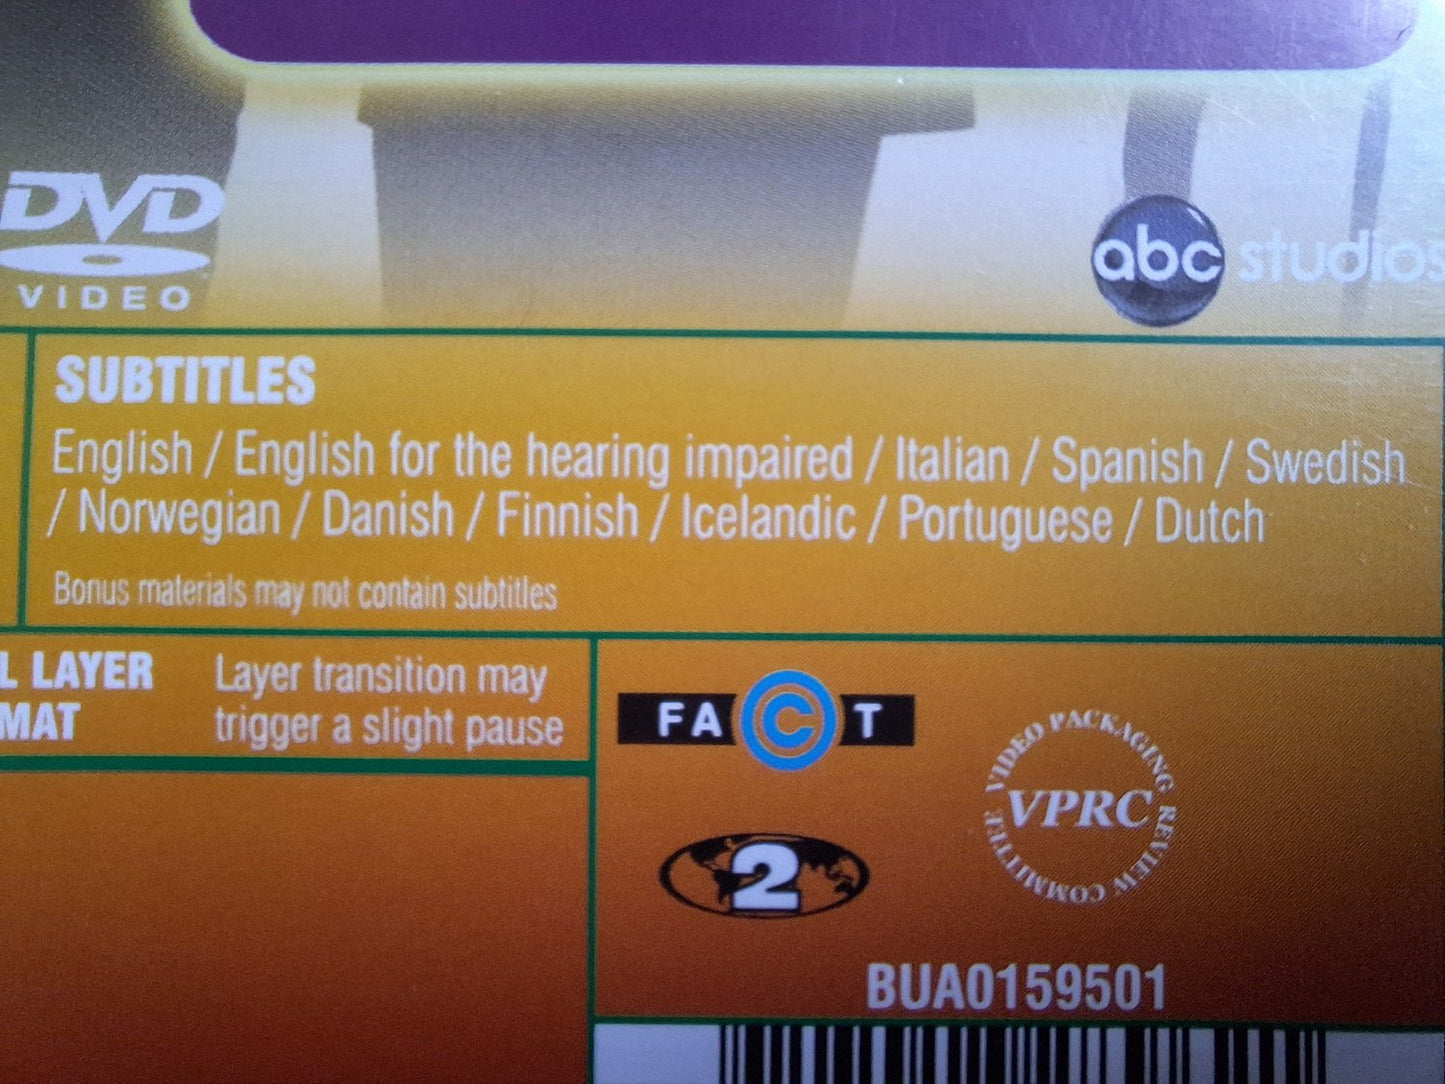 DVD
VIDEO
abc studios
SUBTITLES
English / English for the hearing impaired / Italian / Spanish / Swedish
/ Norwegian / Danish / Finnish / Icelandic / Portuguese / Dutch
Bonus materials may not contain subtitles
L LAYER
MAT
Layer transition may
trigger a slight pause
FACT
VIDEO PACKAGING REVIEW COMMITTEE
VPRC
2
BUA0159501